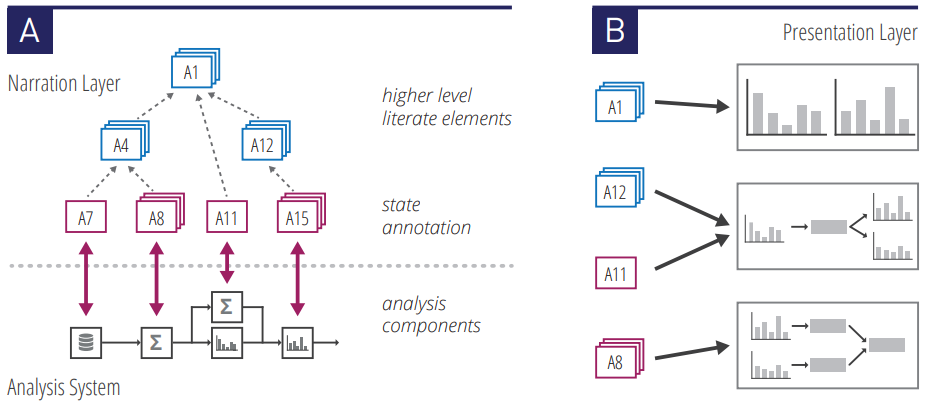 A
Narration Layer
A1
higher level
literate elements
A4
A12
A7
A8
A11
A15
state
annotation
Σ
Σ
analysis
components
Analysis System
B
Presentation Layer
A1
A12
A11
A8